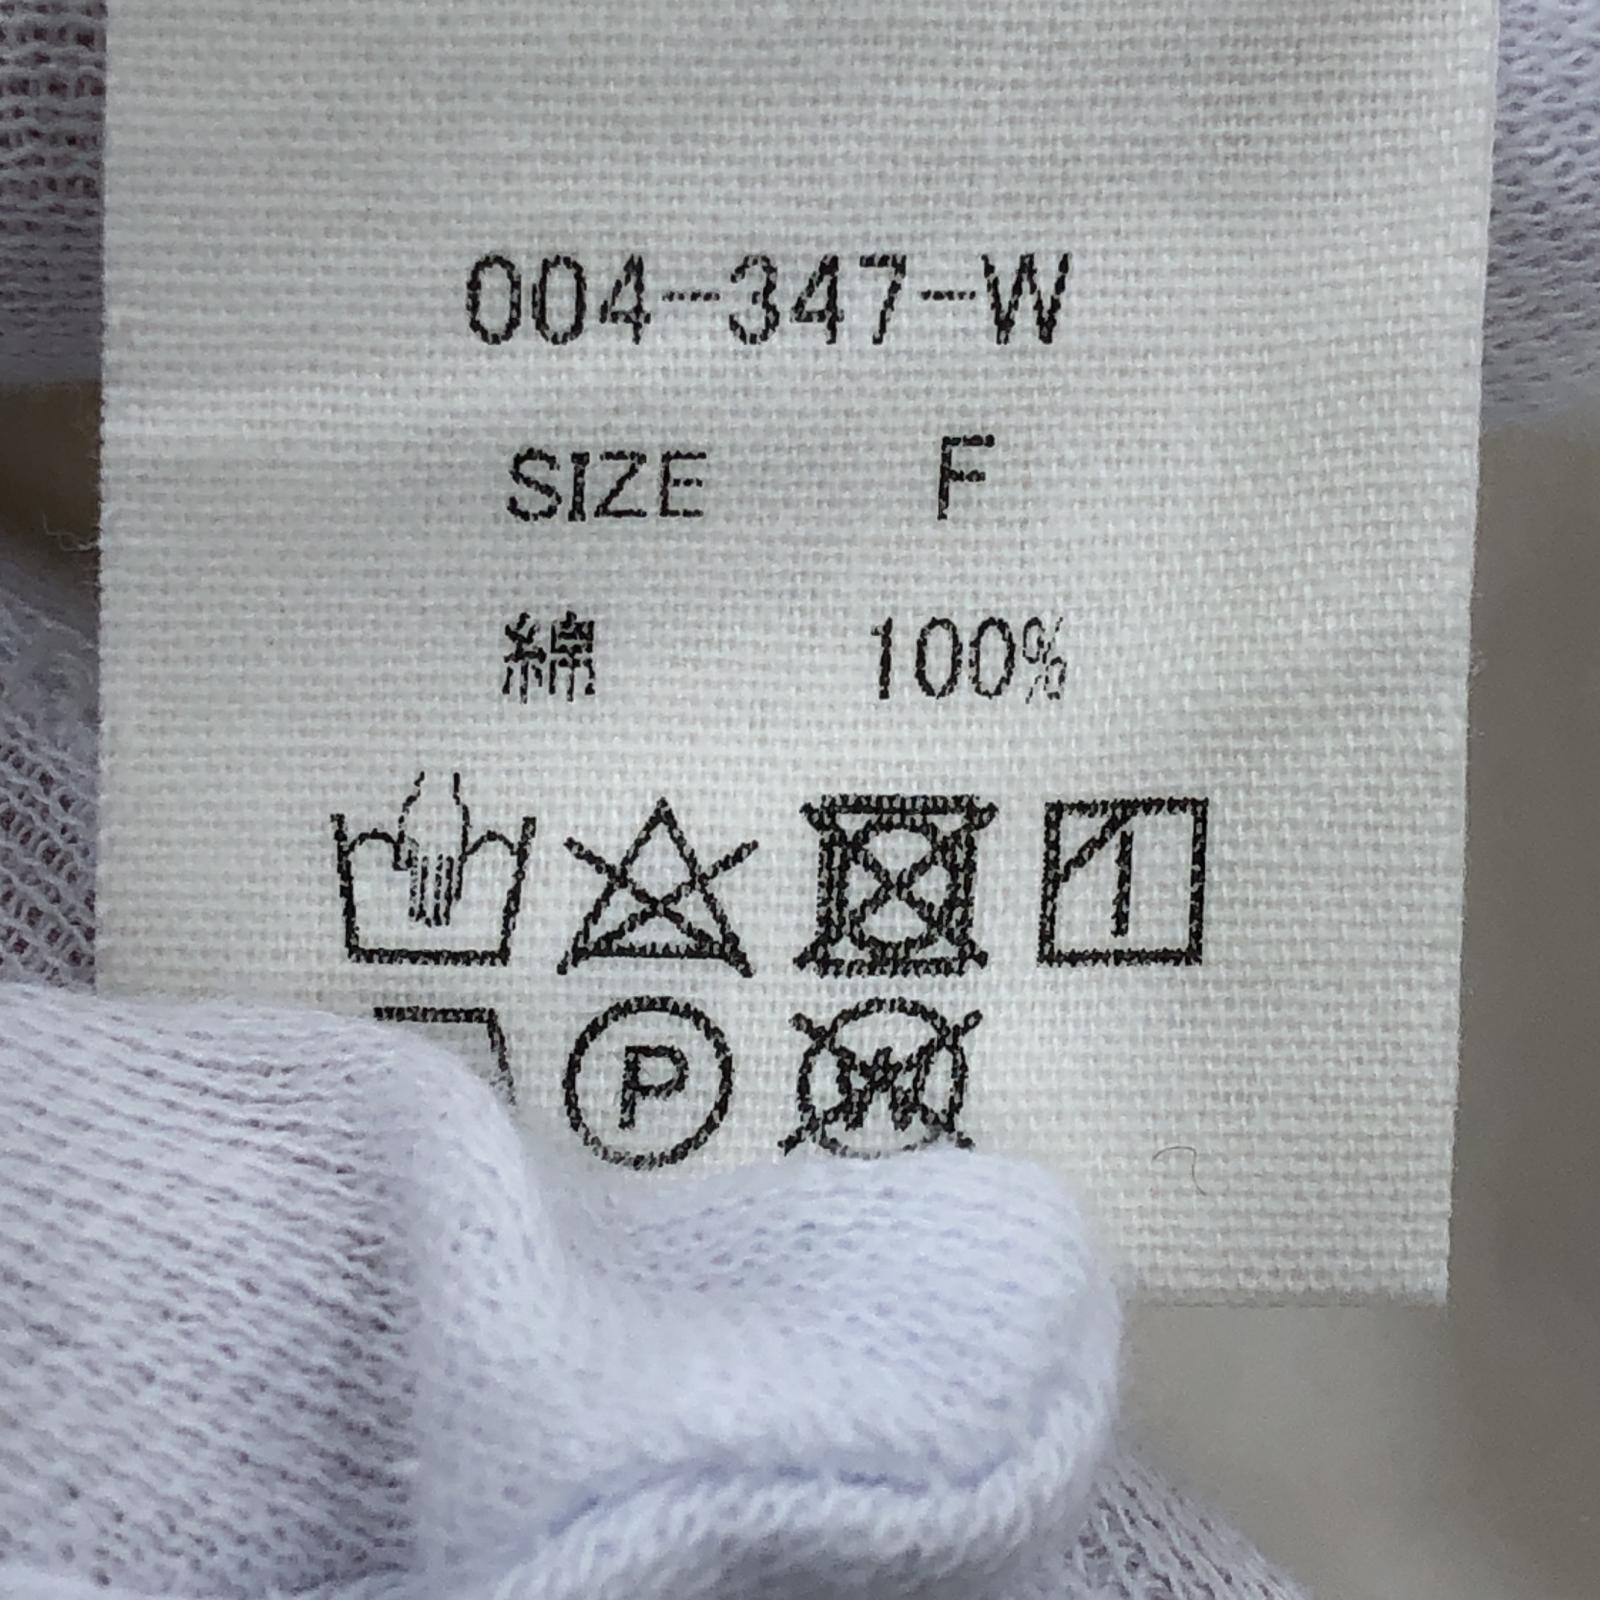 004-347-W
SIZE F
綿 100%
P W